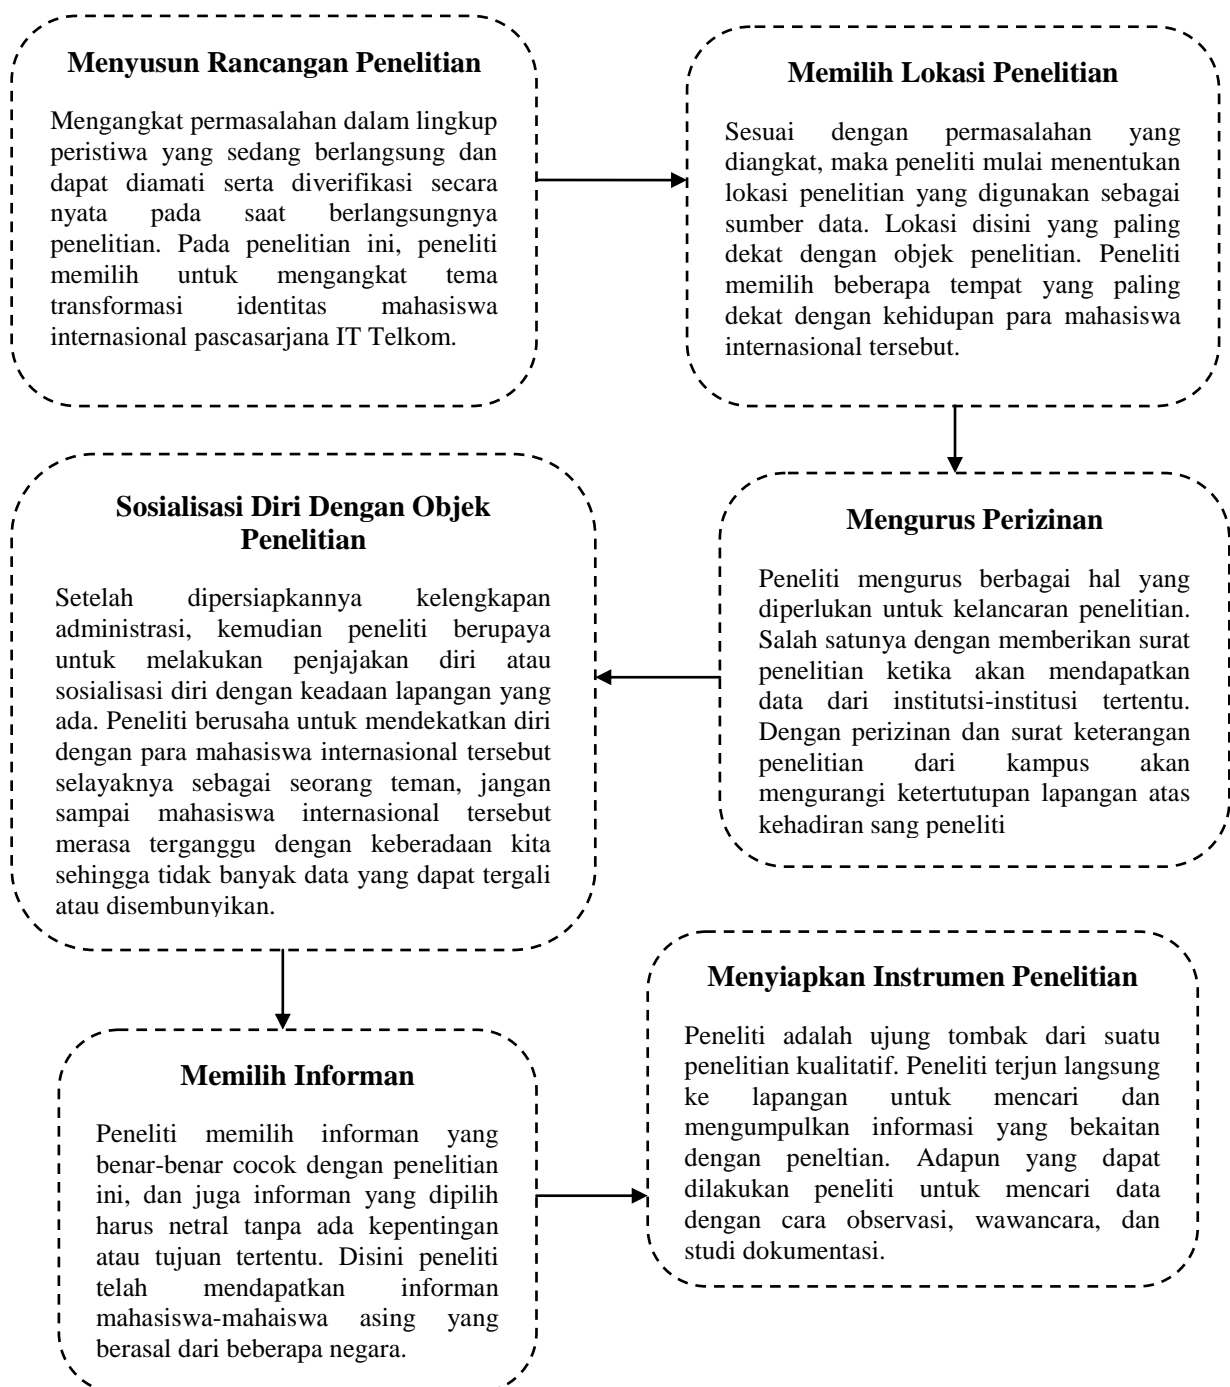 Menyusun Rancangan Penelitian
Mengangkat permasalahan dalam lingkup
peristiwa yang sedang berlangsung dan
dapat diamati serta diverifikasi secara
nyata pada saat berlangsungnya
penelitian. Pada penelitian ini, peneliti
memilih untuk mengangkat tema
transformasi identitas mahasiswa
internasional pascasarjana IT Telkom.
Memilih Lokasi Penelitian
Sesuai dengan permasalahan yang
diangkat, maka peneliti mulai menentukan
lokasi penelitian yang digunakan sebagai
sumber data. Lokasi disini yang paling
dekat dengan objek penelitian. Peneliti
memilih beberapa tempat yang paling
dekat dengan kehidupan para mahasiswa
internasional tersebut.
Mengurus Perizinan
Peneliti mengurus berbagai hal yang
diperlukan untuk kelancaran penelitian.
Salah satunya dengan memberikan surat
penelitian ketika akan mendapatkan
data dari institutsi-institusi tertentu.
Dengan perizinan dan surat keterangan
penelitian dari kampus akan
mengurangi ketertutupan lapangan atas
kehadiran sang peneliti
Sosialisasi Diri Dengan Objek
Penelitian
Setelah dipersiapkannya kelengkapan
administrasi, kemudian peneliti berupaya
untuk melakukan penjajakan diri atau
sosialisasi diri dengan keadaan lapangan yang
ada. Peneliti berusaha untuk mendekatkan diri
dengan para mahasiswa internasional tersebut
selayaknya sebagai seorang teman, jangan
sampai mahasiswa internasional tersebut
merasa terganggu dengan keberadaan kita
sehingga tidak banyak data yang dapat tergali
atau disembunyikan.
Memilih Informan
Peneliti memilih informan yang
benar-benar cocok dengan penelitian
ini, dan juga informan yang dipilih
harus netral tanpa ada kepentingan
atau tujuan tertentu. Disini peneliti
telah mendapatkan informan
mahasiswa-mahaiswa asing yang
berasal dari beberapa negara.
Menyiapkan Instrumen Penelitian
Peneliti adalah ujung tombak dari suatu
penelitian kualitatif. Peneliti terjun langsung
ke lapangan untuk mencari dan
mengumpulkan informasi yang bekaitan
dengan peneltian. Adapun yang dapat
dilakukan peneliti untuk mencari data
dengan cara observasi, wawancara, dan
studi dokumentasi.